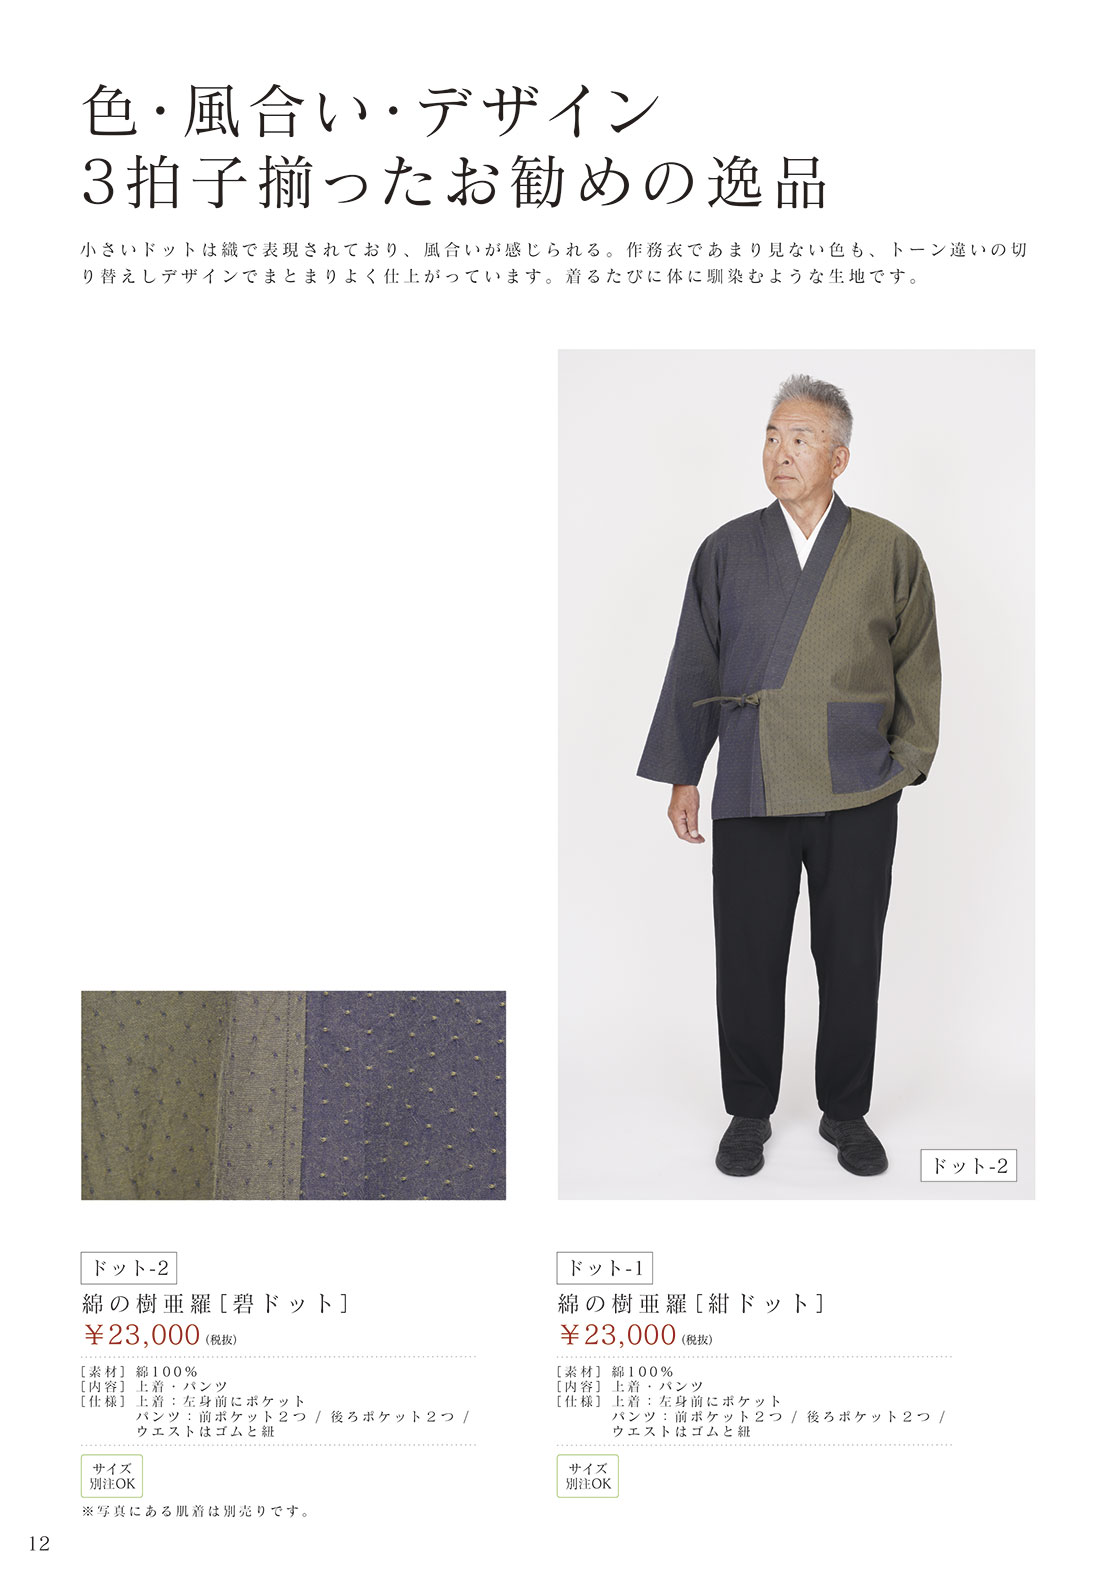 色・風合い・デザイン
3拍子揃ったお勧めの逸品
小さいドットは織で表現されており、風合いが感じられる。作務衣であまり見ない色も、トーン違いの切
り替えしデザインでまとまりよく仕上がっています。着るたびに体に馴染むような生地です。
ドット-2
ドット-2
綿の樹亜羅[碧ドット]
￥23,000(税抜)
[素材] 綿100%
[内容] 上着・パンツ
[仕様] 上着：左身前にポケット
パンツ：前ポケット2つ / 後ろポケット2つ /
ウエストはゴムと紐
サイズ
別注OK
※写真にある肌着は別売りです。
ドット-1
綿の樹亜羅[紺ドット]
￥23,000(税抜)
[素材] 綿100%
[内容] 上着・パンツ
[仕様] 上着：左身前にポケット
パンツ：前ポケット2つ / 後ろポケット2つ /
ウエストはゴムと紐
サイズ
別注OK
12